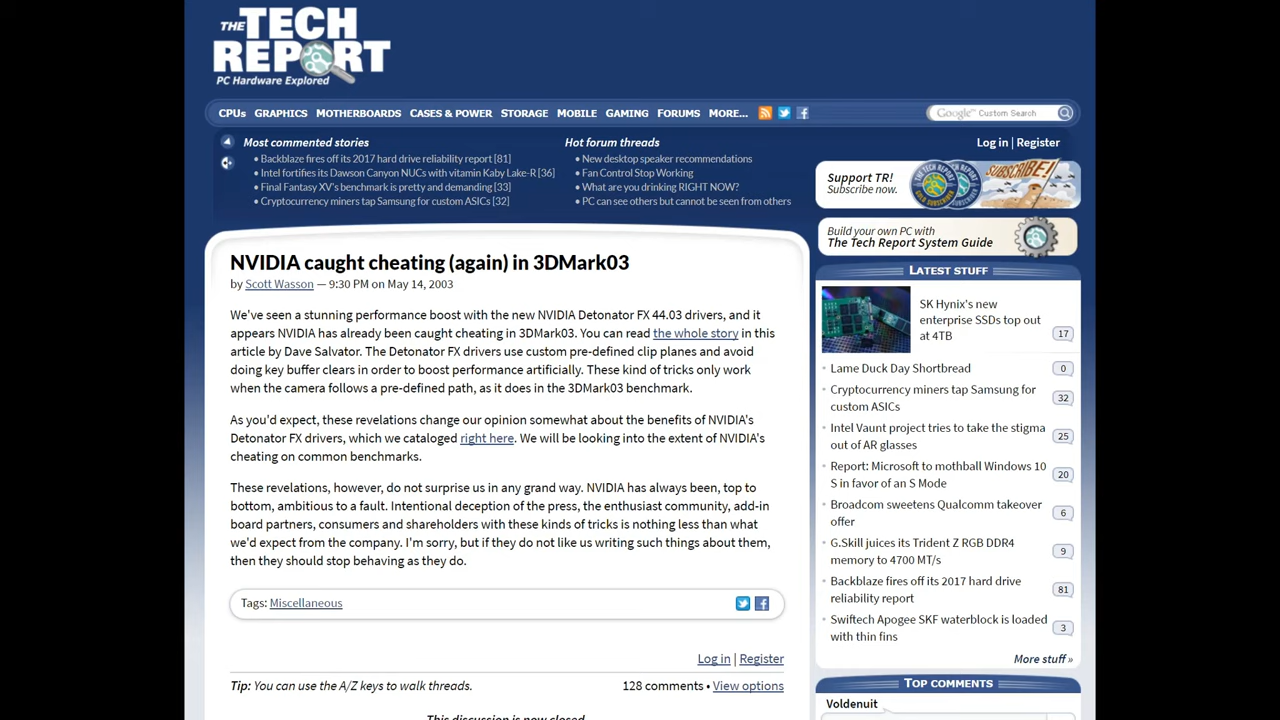 THE TECH
REPORT
PC Hardware Explored
CPUs GRAPHICS MOTHERBOARDS CASES & POWER STORAGE MOBILE GAMING FORUMS MORE...
Google™ Custom Search
Most commented stories
• Backblaze fires off its 2017 hard drive reliability report [81]
• Intel fortifies its Dawson Canyon NUCs with vitamin Kaby Lake-R [36]
• Final Fantasy XV's benchmark is pretty and demanding [33]
• Cryptocurrency miners tap Samsung for custom ASICs [32]
Hot forum threads
• New desktop speaker recommendations
• Fan Control Stop Working
• What are you drinking RIGHT NOW?
• PC can see others but cannot be seen from others
Log in | Register
Support TR!
Subscribe now.
SUBSCRIBE!
Build your own PC with
The Tech Report System Guide
NVIDIA caught cheating (again) in 3DMark03
by Scott Wasson — 9:30 PM on May 14, 2003
We've seen a stunning performance boost with the new NVIDIA Detonator FX 44.03 drivers, and it
appears NVIDIA has already been caught cheating in 3DMark03. You can read the whole story in this
article by Dave Salvator. The Detonator FX drivers use custom pre-defined clip planes and avoid
doing key buffer clears in order to boost performance artificially. These kind of tricks only work
when the camera follows a pre-defined path, as it does in the 3DMark03 benchmark.
As you'd expect, these revelations change our opinion somewhat about the benefits of NVIDIA's
Detonator FX drivers, which we cataloged right here. We will be looking into the extent of NVIDIA's
cheating on common benchmarks.
These revelations, however, do not surprise us in any grand way. NVIDIA has always been, top to
bottom, ambitious to a fault. Intentional deception of the press, the enthusiast community, add-in
board partners, consumers and shareholders with these kinds of tricks is nothing less than what
we'd expect from the company. I'm sorry, but if they do not like us writing such things about them,
then they should stop behaving as they do.
Tags: Miscellaneous
Log in | Register
Tip: You can use the A/Z keys to walk threads.
128 comments • View options
This discussion is now closed.
LATEST STUFF
SK Hynix's new
enterprise SSDs top out
at 4TB
17
Lame Duck Day Shortbread
0
Cryptocurrency miners tap Samsung for
custom ASICs
32
Intel Vaunt project tries to take the stigma
out of AR glasses
25
Report: Microsoft to mothball Windows 10
S in favor of an S Mode
20
Broadcom sweetens Qualcomm takeover
offer
6
G.Skill juices its Trident Z RGB DDR4
memory to 4700 MT/s
9
Backblaze fires off its 2017 hard drive
reliability report
81
Swiftech Apogee SKF waterblock is loaded
with thin fins
3
More stuff »
TOP COMMENTS
Voldenuit